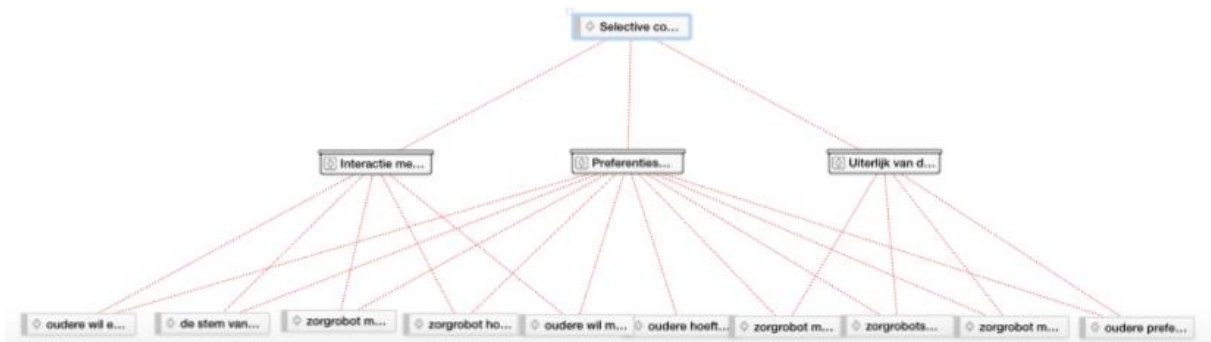 Selective co...
Interactie me...
Preferenties...
Uiterlijk van d...
oudere wil e...
de stem van...
zorgrobot m...
zorgrobot ho...
oudere wil m...
oudere hoeft...
zorgrobot m...
zorgrobots...
zorgrobot m...
oudere prefe...